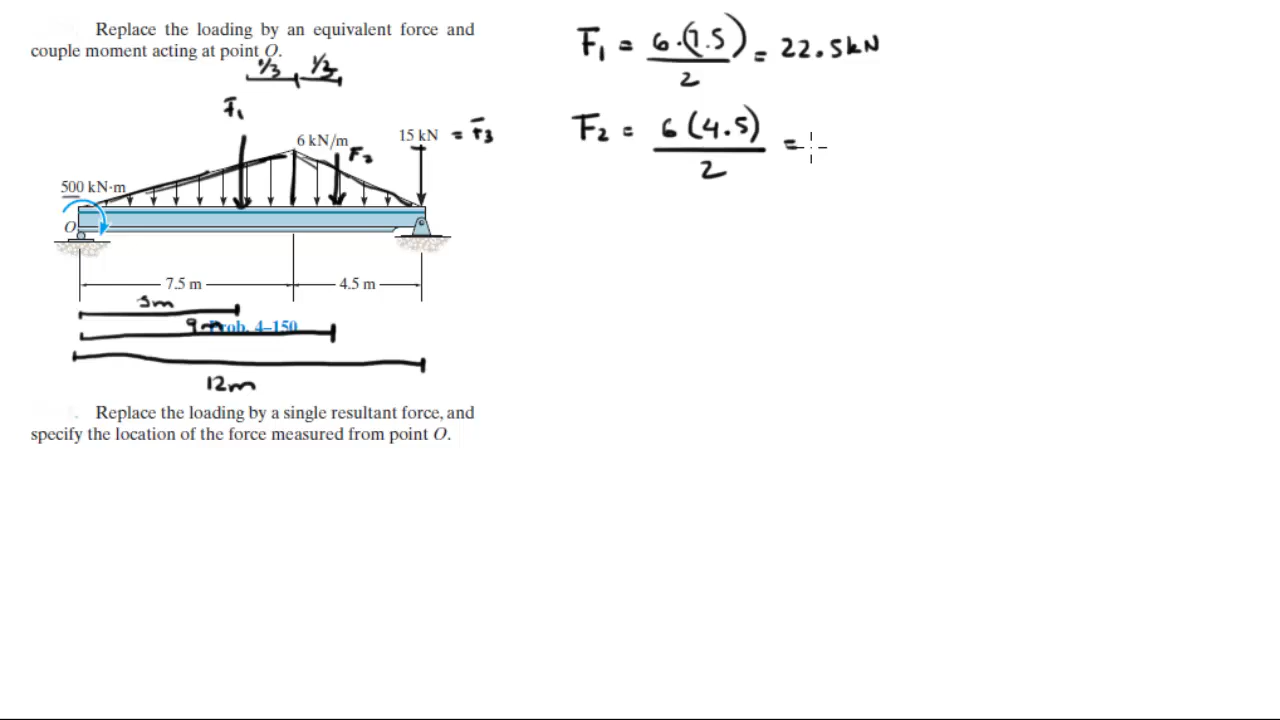 Replace the loading by an equivalent force and
couple moment acting at point O.
1/3 1/3
F1
6 kN/m
F2
15 kN = F3
500 kN·m
O
7.5 m
4.5 m
5m
9m
Prob. 4–150
12m
Replace the loading by a single resultant force, and
specify the location of the force measured from point O.
F1 = 6·(7.5)/2 = 22.5kN
F2 = 6(4.5)/2 =